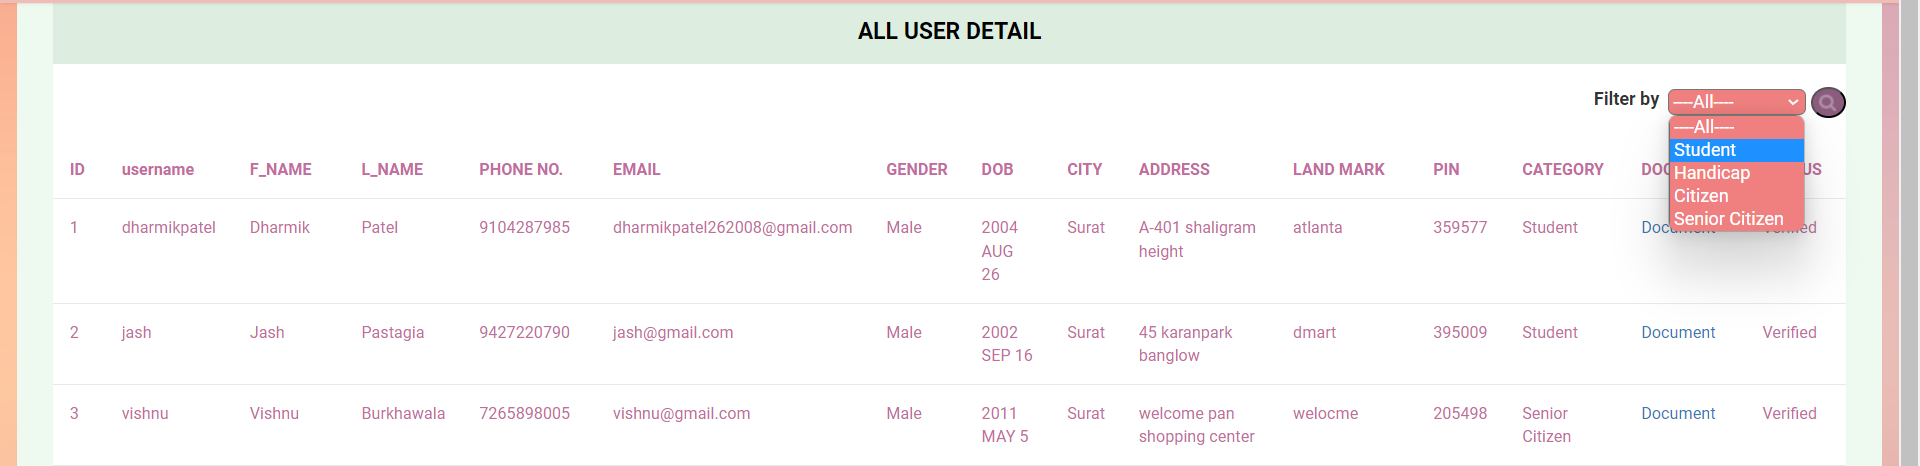 ALL USER DETAIL
Filter by ----All----
----All----
Student
Handicap
Citizen
Senior Citizen
ID username F_NAME L_NAME PHONE NO. EMAIL GENDER DOB CITY ADDRESS LAND MARK PIN CATEGORY
1 dharmikpatel Dharmik Patel 9104287985 dharmikpatel262008@gmail.com Male 2004 Surat A-401 shaligram atlanta 359577 Student Document Verified
AUG height
26
2 jash Jash Pastagia 9427220790 jash@gmail.com Male 2002 Surat 45 karanpark dmart 395009 Student Document Verified
SEP 16 banglow
3 vishnu Vishnu Burkhawala 7265898005 vishnu@gmail.com Male 2011 Surat welcome pan welocme 205498 Senior Document Verified
MAY 5 shopping center Citizen